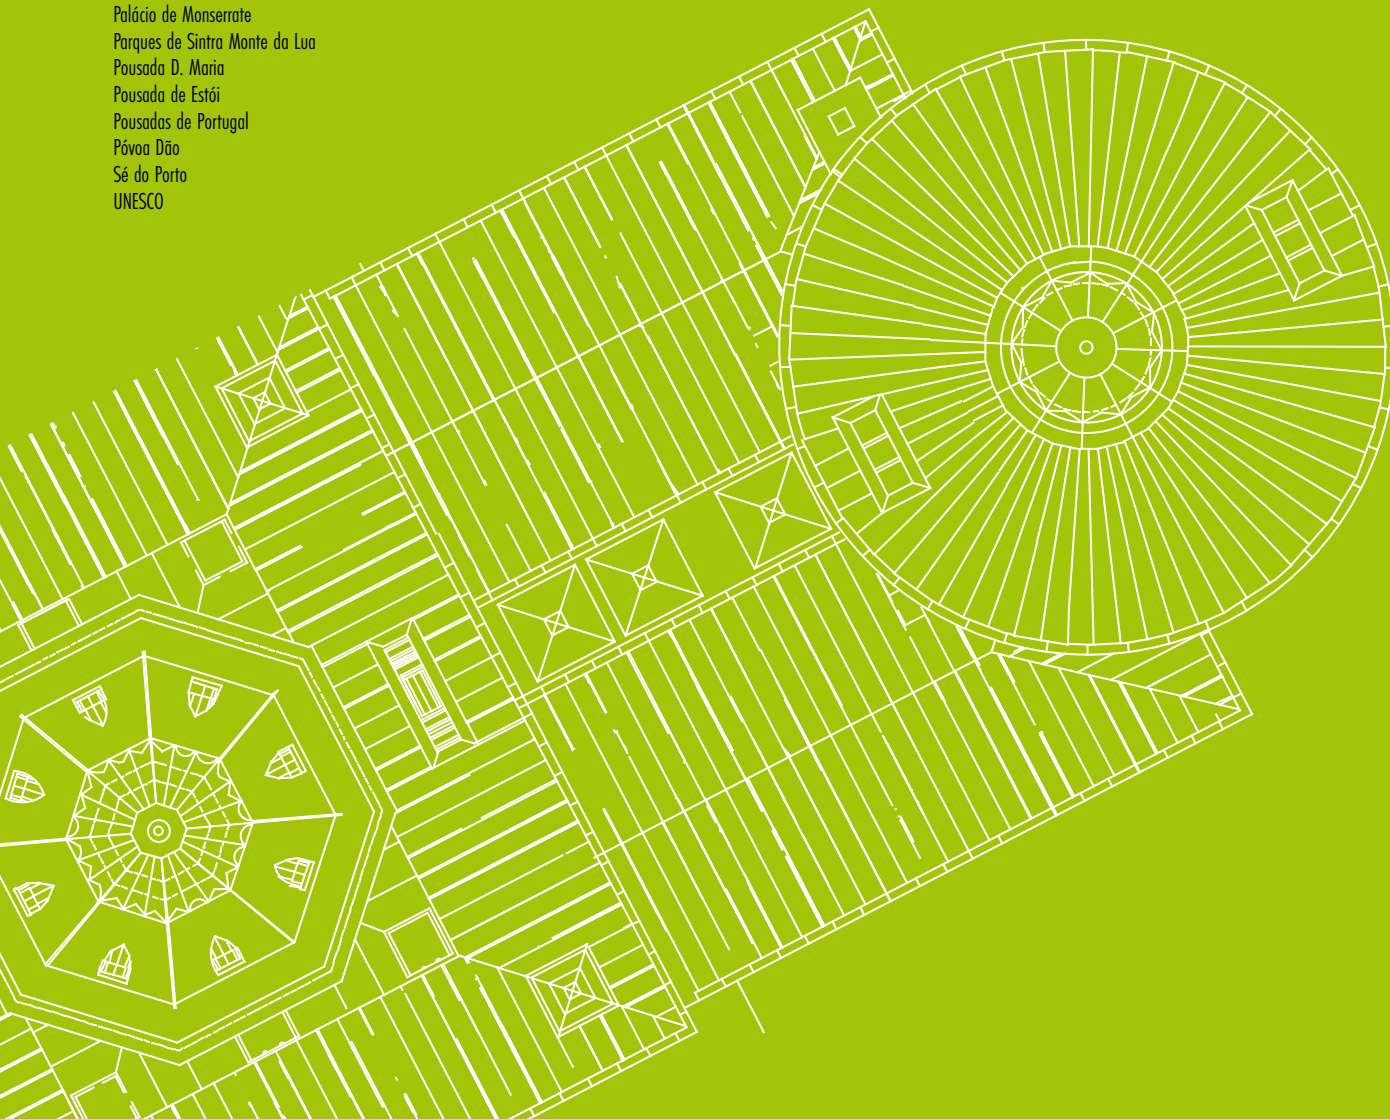 Palácio de Monserrate
Parques de Sintra Monte da Lua
Pousada D. Maria
Pousada de Estói
Pousadas de Portugal
Póvoa Dão
Sé do Porto
UNESCO